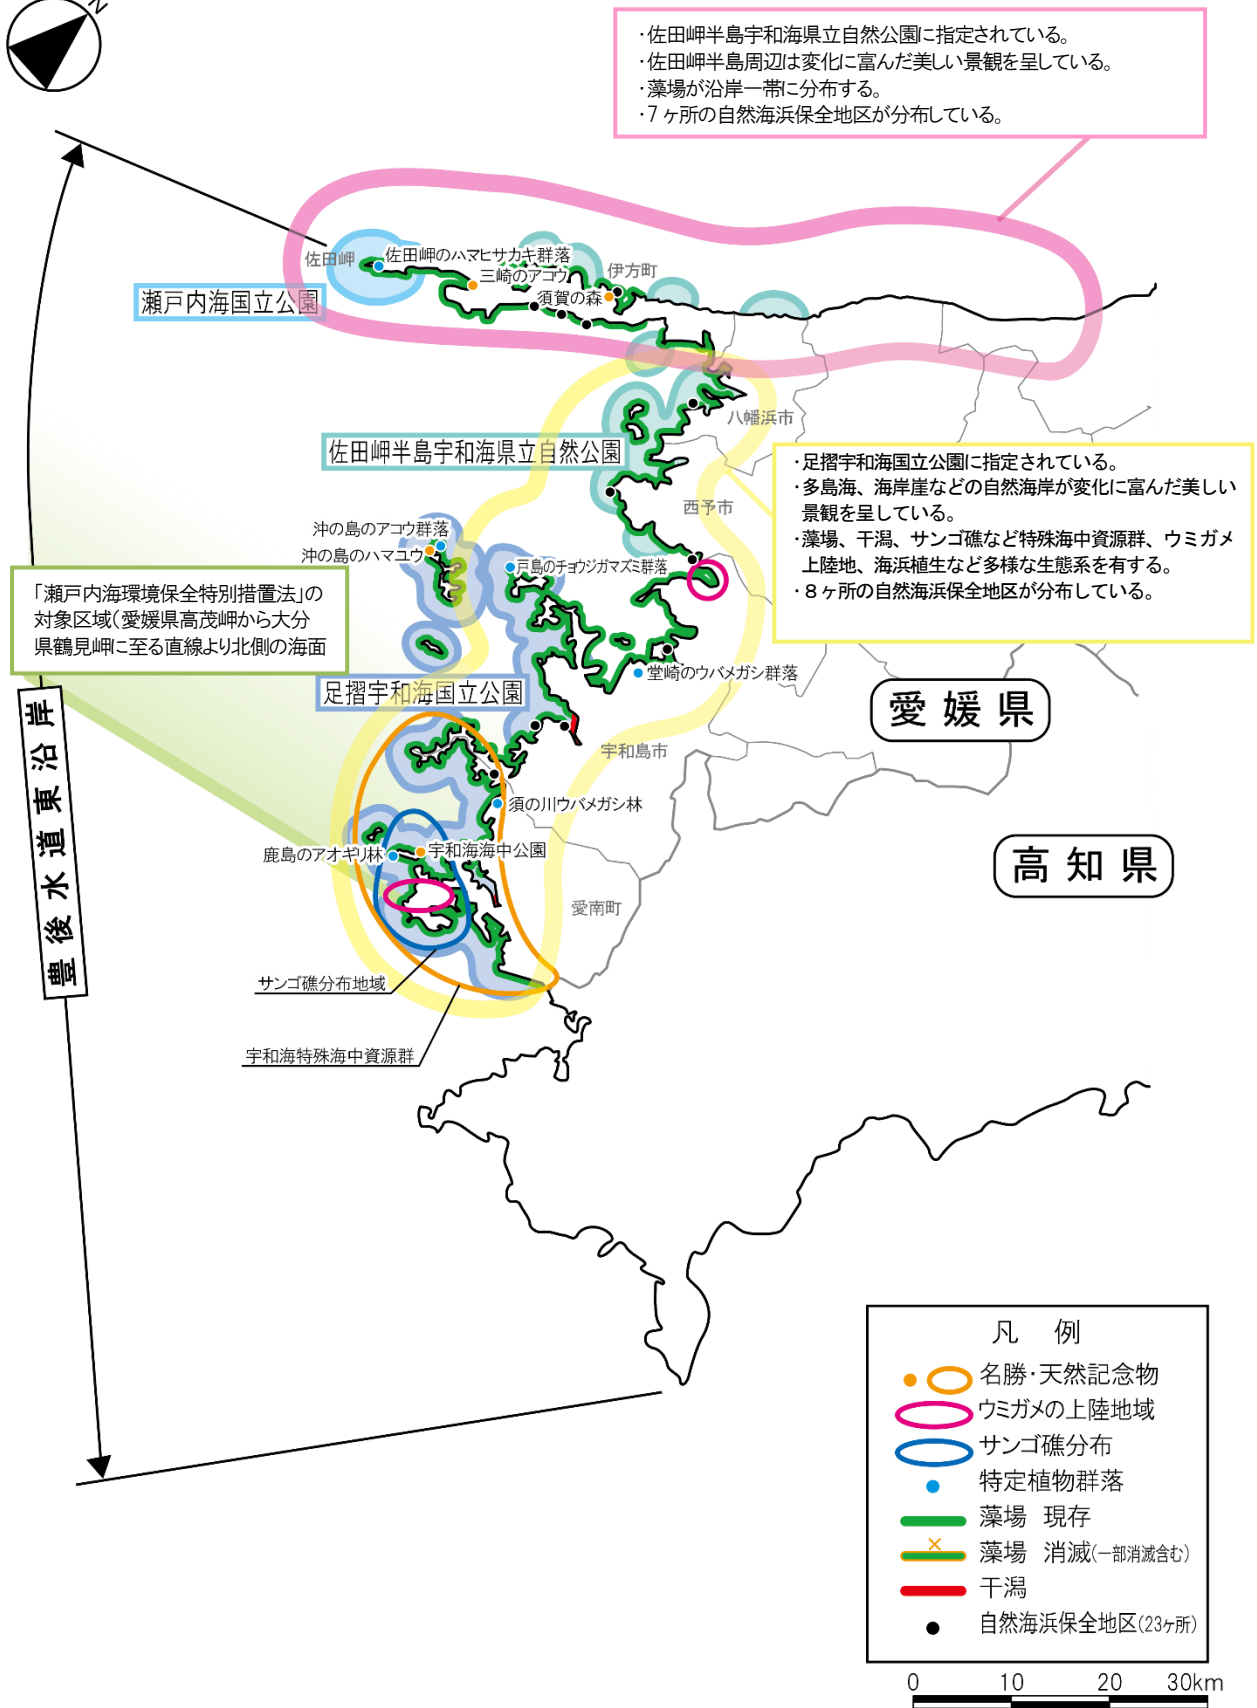 N
・佐田岬半島宇和海県立自然公園に指定されている。
・佐田岬半島周辺は変化に富んだ美しい景観を呈している。
・藻場が沿岸一帯に分布する。
・7ヶ所の自然海浜保全地区が分布している。
佐田岬
佐田岬のハマヒサカキ群落
三崎のアコウ
伊方町
須賀の森
瀬戸内海国立公園
八幡浜市
佐田岬半島宇和海県立自然公園
・足摺宇和海国立公園に指定されている。
・多島海、海岸崖などの自然海岸が変化に富んだ美しい
景観を呈している。
・藻場、干潟、サンゴ礁など特殊海中資源群、ウミガメ
上陸地、海浜植生など多様な生態系を有する。
・８ヶ所の自然海浜保全地区が分布している。
西予市
沖の島のアコウ群落
沖の島のハマユウ
戸島のチョウジガマズミ群落
「瀬戸内海環境保全特別措置法」の
対象区域（愛媛県高茂岬から大分
県鶴見岬に至る直線より北側の海面
堂崎のウバメガシ群落
足摺宇和海国立公園
愛媛県
宇和島市
豊後水道東沿岸
須の川ウバメガシ林
鹿島のアオギリ林
宇和海海中公園
高知県
愛南町
サンゴ礁分布地域
宇和海特殊海中資源群
凡 例
名勝・天然記念物
ウミガメの上陸地域
サンゴ礁分布
特定植物群落
藻場 現存
藻場 消滅(一部消滅含む)
干潟
自然海浜保全地区(23ヶ所)
0 10 20 30km